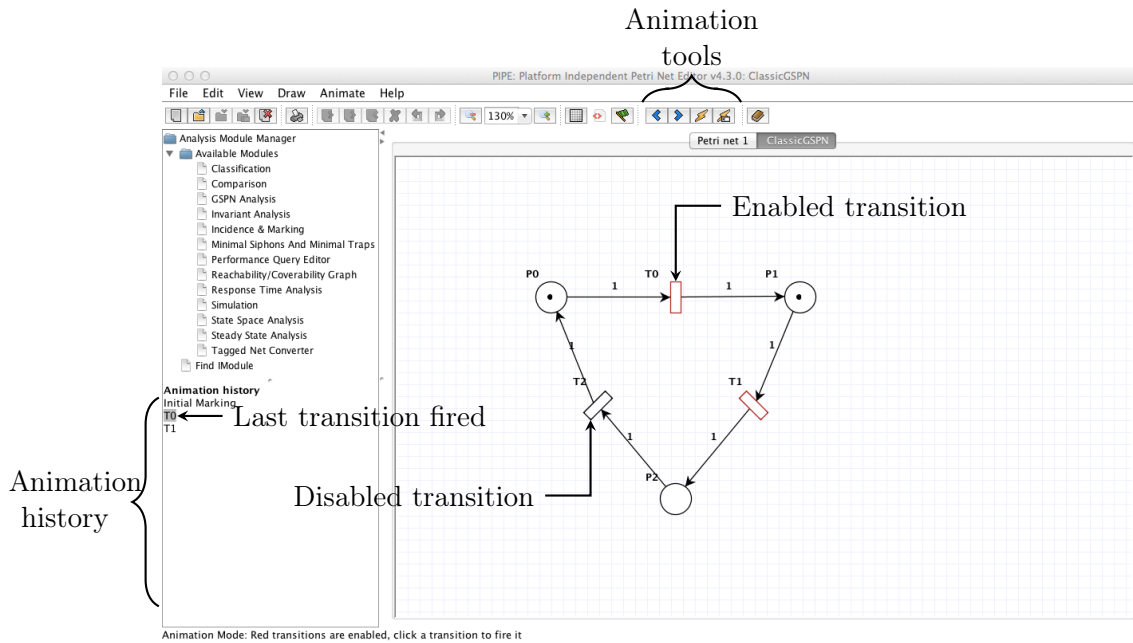 Animation
tools
PIPE: Platform Independent Petri Net Editor v4.3.0: ClassicGSPN
File Edit View Draw Animate Help
130%
Petri net 1 ClassicGSPN
Analysis Module Manager
Available Modules
Classification
Comparison
GSPN Analysis
Invariant Analysis
Incidence & Marking
Minimal Siphons And Minimal Traps
Performance Query Editor
Reachability/Coverability Graph
Response Time Analysis
Simulation
State Space Analysis
Steady State Analysis
Tagged Net Converter
Find IModule
Enabled transition
P0 T0 P1
1 1
1 1
T2 T1
1 1
P2
Animation history
Initial Marking
T0
T1
Last transition fired
Disabled transition
Animation
history
Animation Mode: Red transitions are enabled, click a transition to fire it